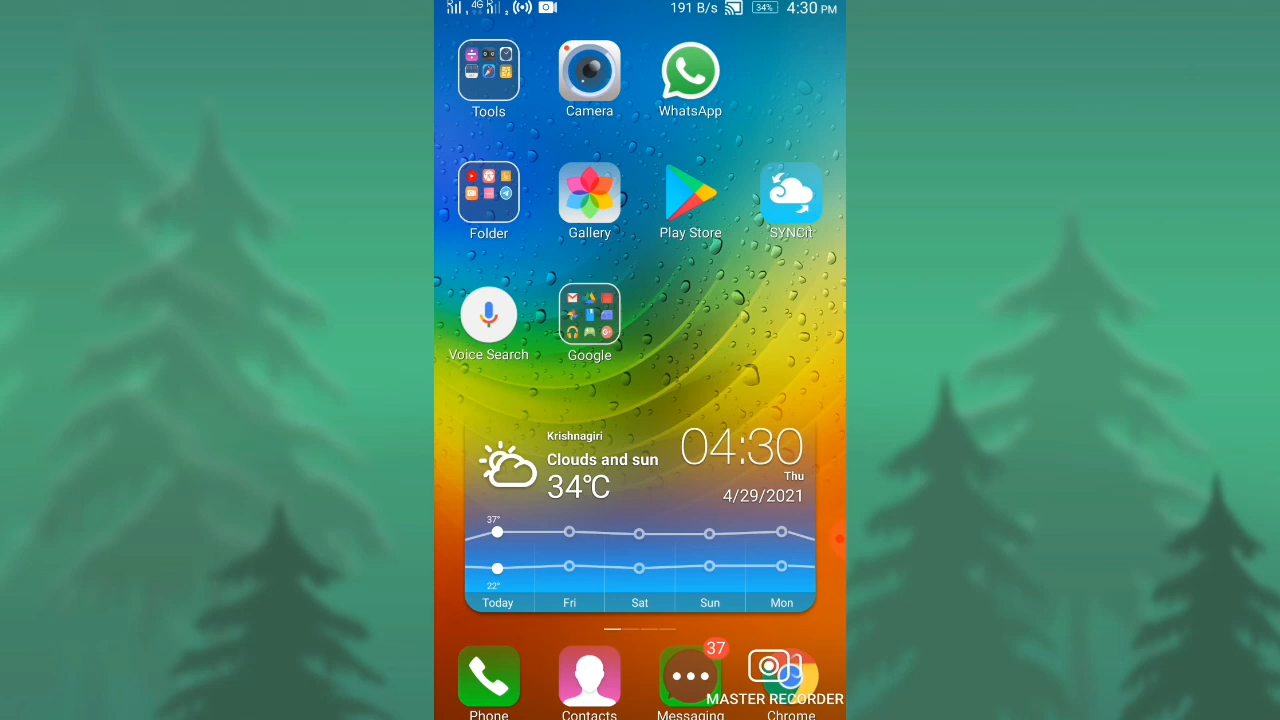 4G 191 B/s 34% 4:30 PM
Tools Camera WhatsApp
Folder Gallery Play Store SYNCit
Voice Search Google
Krishnagiri
Clouds and sun
34°C
04:30
Thu
4/29/2021
37°
22°
Today Fri Sat Sun Mon
37
MASTER RECORDER
Phone Contacts Messaging Chrome